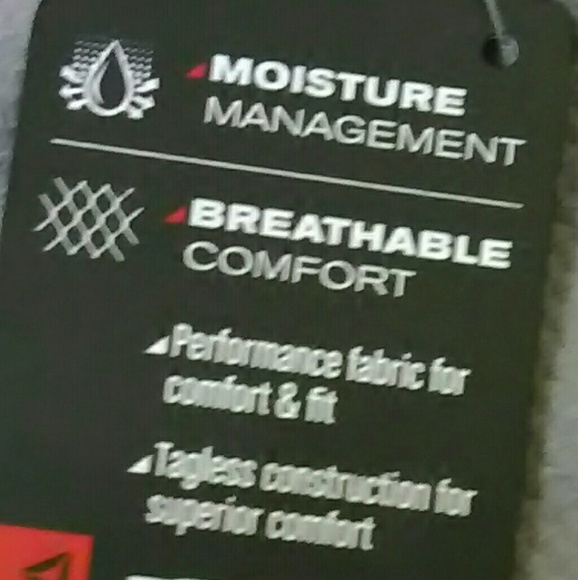 MOISTURE
MANAGEMENT
BREATHABLE
COMFORT
Performance fabric for
comfort & fit
Tagless construction for
superior comfort